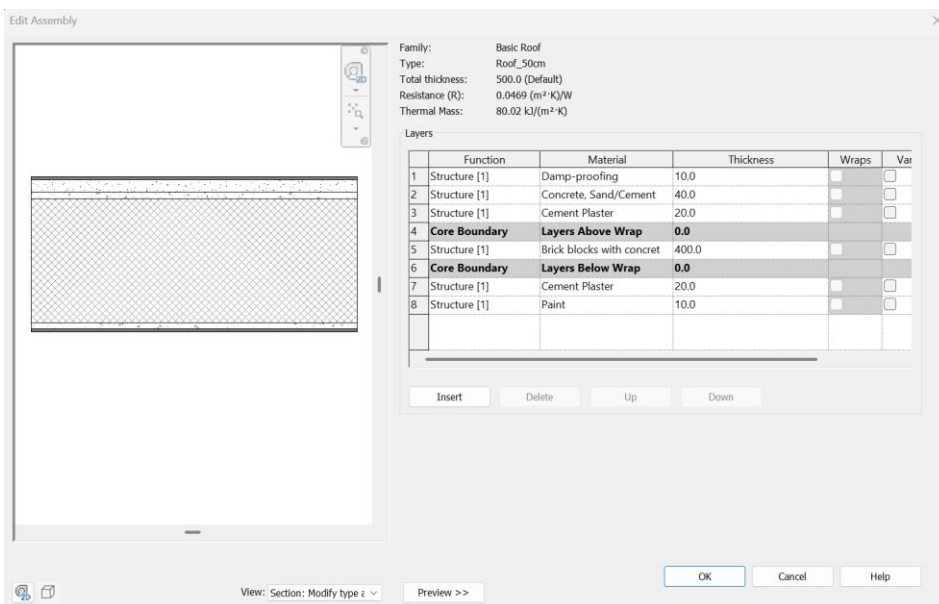 Edit Assembly
Family: Basic Roof
Type: Roof_50cm
Total thickness: 500.0 (Default)
Resistance (R): 0.0469 (m²·K)/W
Thermal Mass: 80.02 kJ/(m²·K)
Layers
Function Material Thickness Wraps Var
1 Structure [1] Damp-proofing 10.0
2 Structure [1] Concrete, Sand/Cement 40.0
3 Structure [1] Cement Plaster 20.0
4 Core Boundary Layers Above Wrap 0.0
5 Structure [1] Brick blocks with concret 400.0
6 Core Boundary Layers Below Wrap 0.0
7 Structure [1] Cement Plaster 20.0
8 Structure [1] Paint 10.0
Insert Delete Up Down
OK Cancel Help
View: Section: Modify type a Preview >>